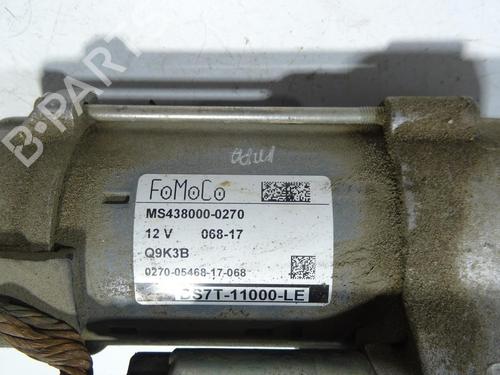 B-PARTS
FoMoCo
MS438000-0270
12 V 068-17
Q9K3B
0270-05468-17-068
DS7T-11000-LE